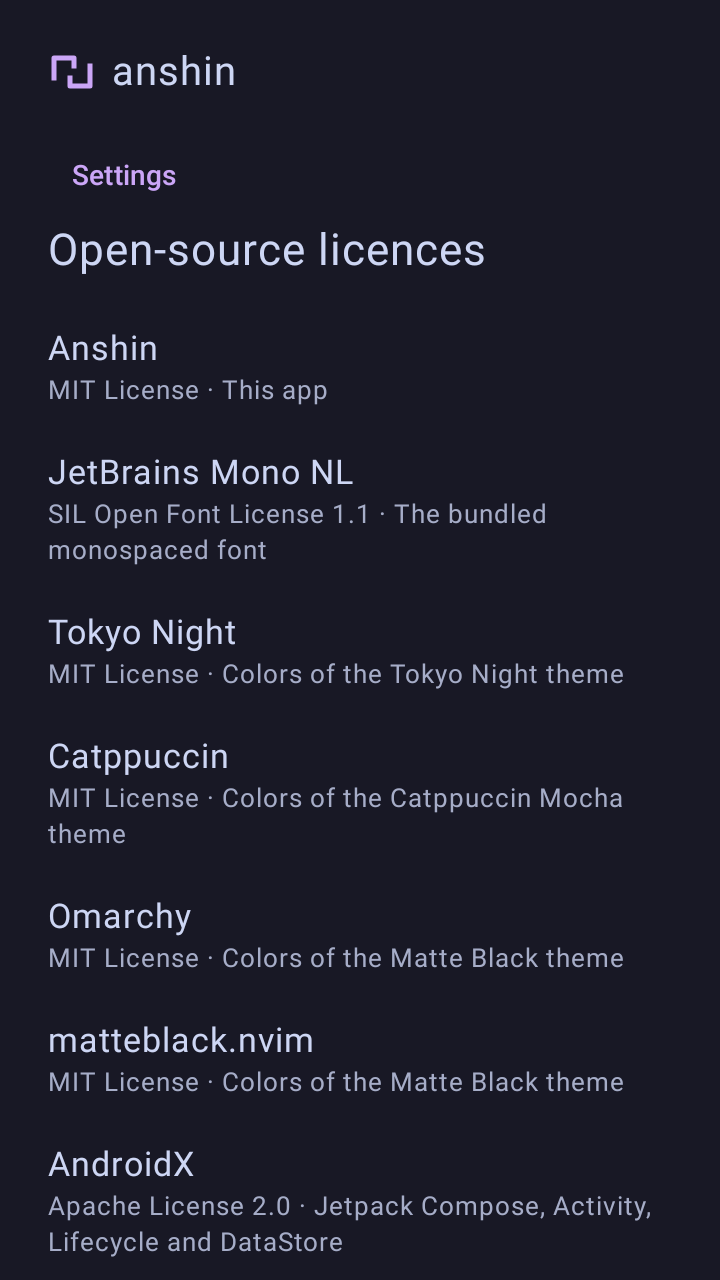 anshin
Settings
Open-source licences
Anshin
MIT License · This app
JetBrains Mono NL
SIL Open Font License 1.1 · The bundled
monospaced font
Tokyo Night
MIT License · Colors of the Tokyo Night theme
Catppuccin
MIT License · Colors of the Catppuccin Mocha
theme
Omarchy
MIT License · Colors of the Matte Black theme
matteblack.nvim
MIT License · Colors of the Matte Black theme
AndroidX
Apache License 2.0 · Jetpack Compose, Activity,
Lifecycle and DataStore